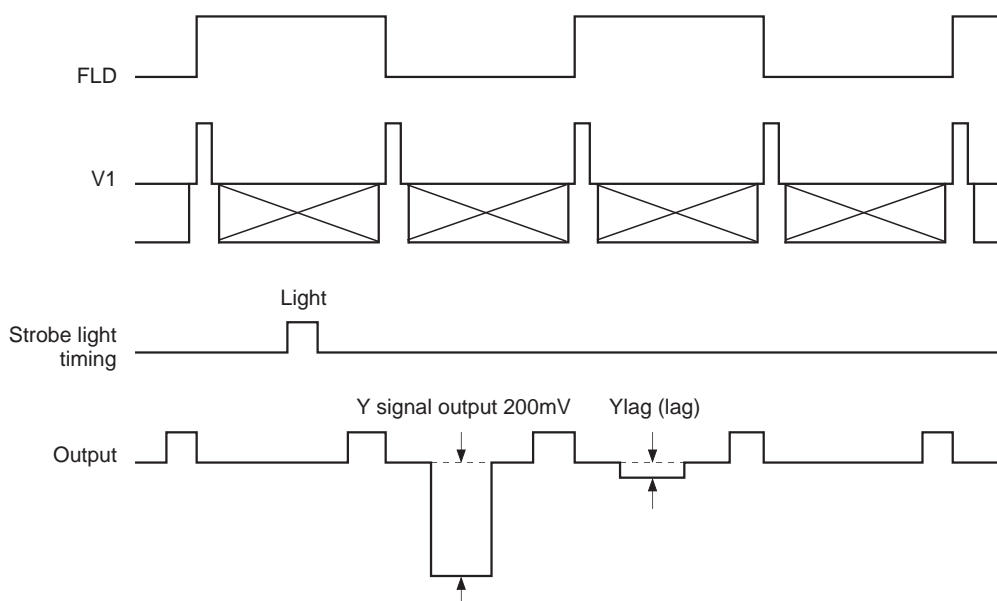 FLD
V1
Light
Strobe light
timing
Y signal output 200mV
Ylag (lag)
Output